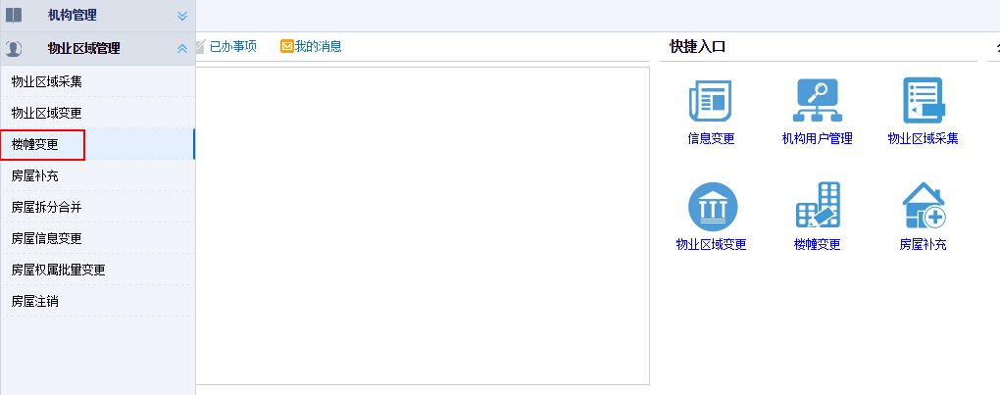 机构管理
物业区域管理
物业区域采集
物业区域变更
楼幢变更
房屋补充
房屋拆分合并
房屋信息变更
房屋权属批量变更
房屋注销
已办事项
我的消息
快捷入口
信息变更
机构用户管理
物业区域采集
物业区域变更
楼幢变更
房屋补充